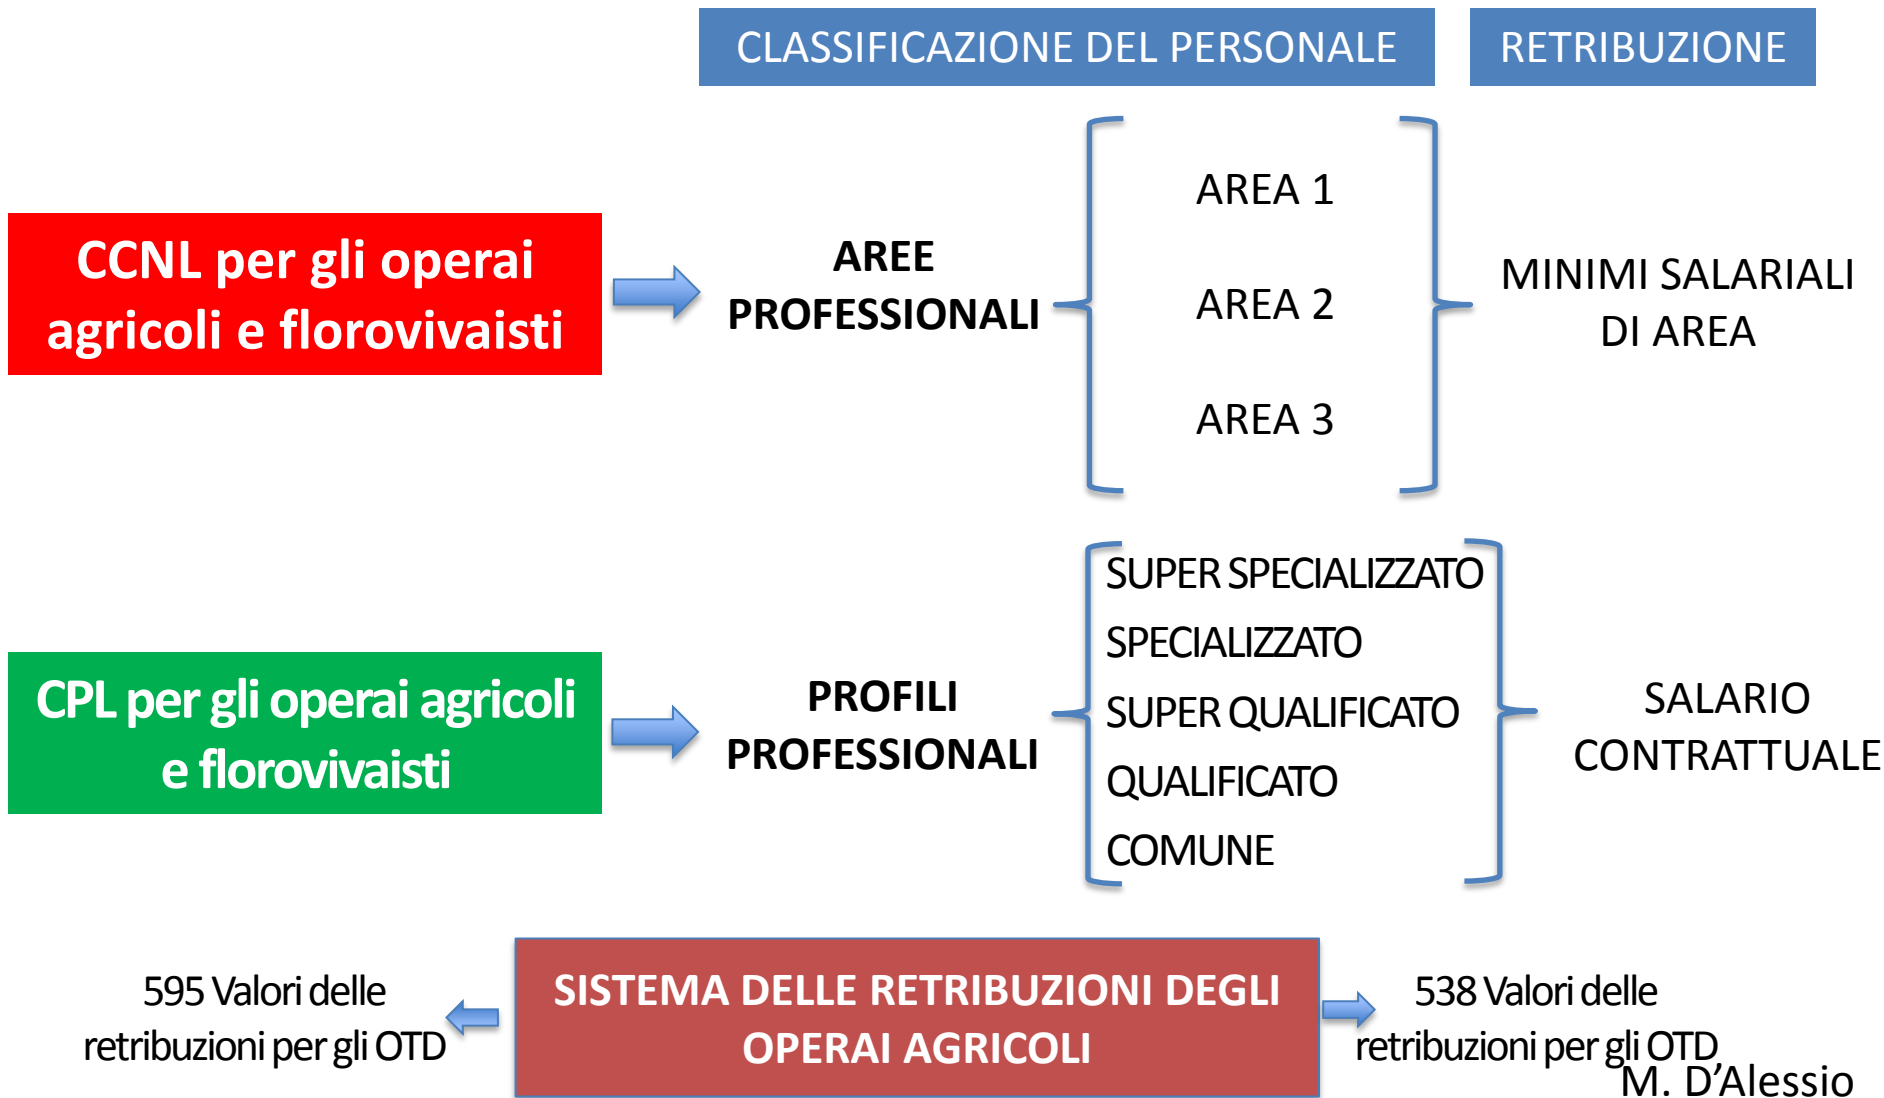 CLASSIFICAZIONE DEL PERSONALE
RETRIBUZIONE
CCNL per gli operai
agricoli e florovivaisti
AREE
PROFESSIONALI
AREA 1
AREA 2
AREA 3
MINIMI SALARIALI
DI AREA
CPL per gli operai agricoli
e florovivaisti
PROFILI
PROFESSIONALI
SUPER SPECIALIZZATO
SPECIALIZZATO
SUPER QUALIFICATO
QUALIFICATO
COMUNE
SALARIO
CONTRATTUALE
595 Valori delle
retribuzioni per gli OTD
SISTEMA DELLE RETRIBUZIONI DEGLI
OPERAI AGRICOLI
538 Valori delle
retribuzioni per gli OTD
M. D'Alessio